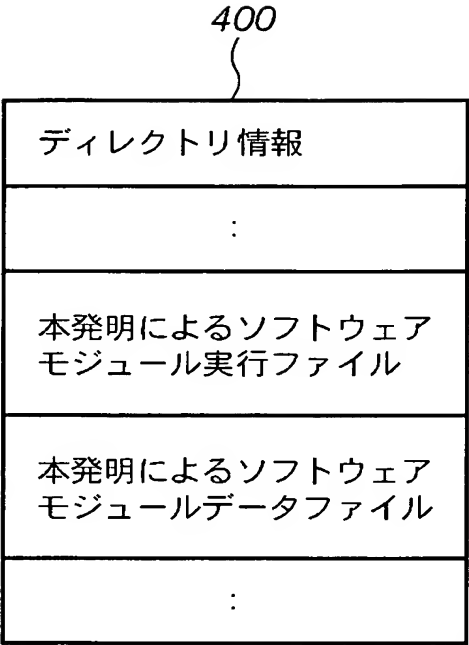 400
ディレクトリ情報
:
本発明によるソフトウェア
モジュール実行ファイル
本発明によるソフトウェア
モジュールデータファイル
: